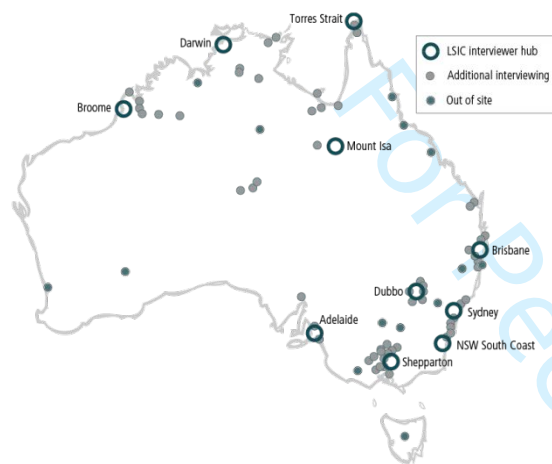 Torres Strait
Darwin
LSIC interviewer hub
Additional interviewing
Out of site
Broome
Mount Isa
Brisbane
Dubbo
Sydney
Adelaide
NSW South Coast
Shepparton
For Pee